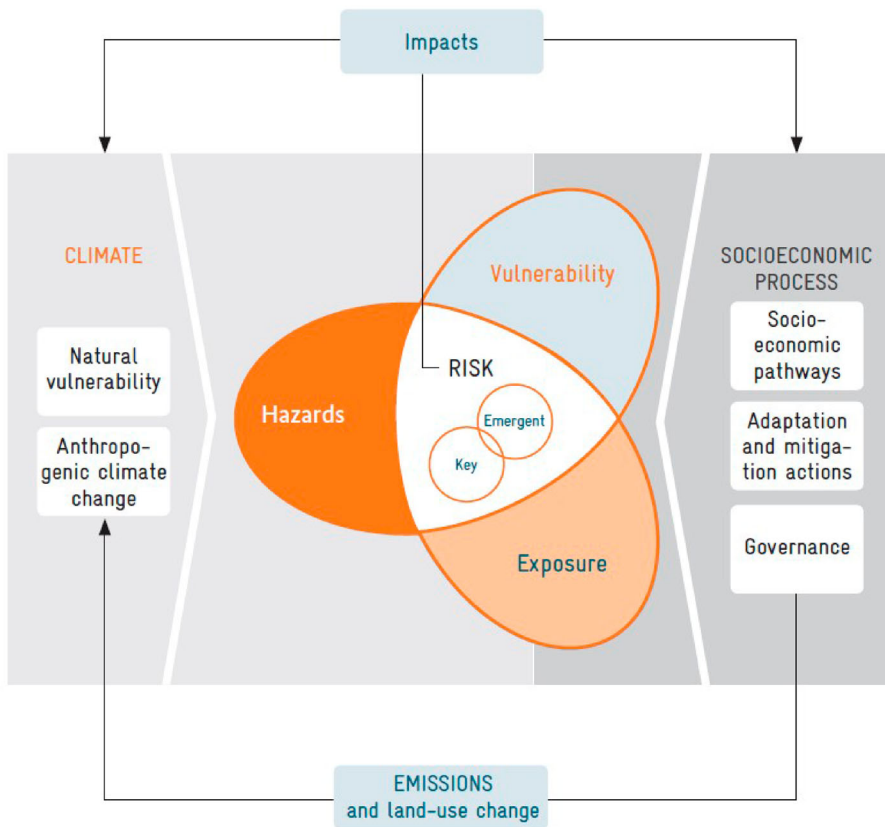 Impacts
CLIMATE
Natural
vulnerability
Anthropo-
genic climate
change
Vulnerability
Hazards
RISK
Emergent
Key
Exposure
SOCIOECONOMIC
PROCESS
Socio-
economic
pathways
Adaptation
and mitiga-
tion actions
Governance
EMISSIONS
and land-use change